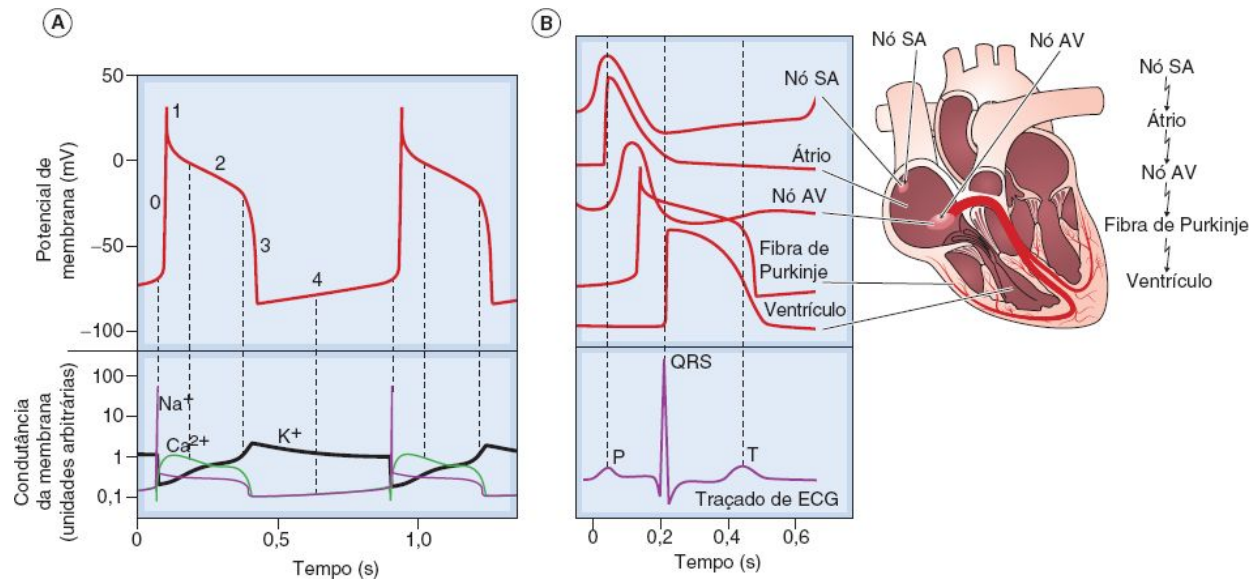 A
50
0
−50
−100
Potencial de
membrana (mV)
1
2
0
3
4
100
10
1
0,1
Condutância
da membrana
(unidades arbitrárias)
Na⁺
Ca²⁺
K⁺
0
0,5
1,0
Tempo (s)
B
Nó SA
Átrio
Nó AV
Fibra de
Purkinje
Ventrículo
QRS
P
T
Traçado de ECG
0
0,2
0,4
0,6
Tempo (s)
Nó SA
Nó AV
Nó SA
Átrio
Nó AV
Fibra de Purkinje
Ventrículo